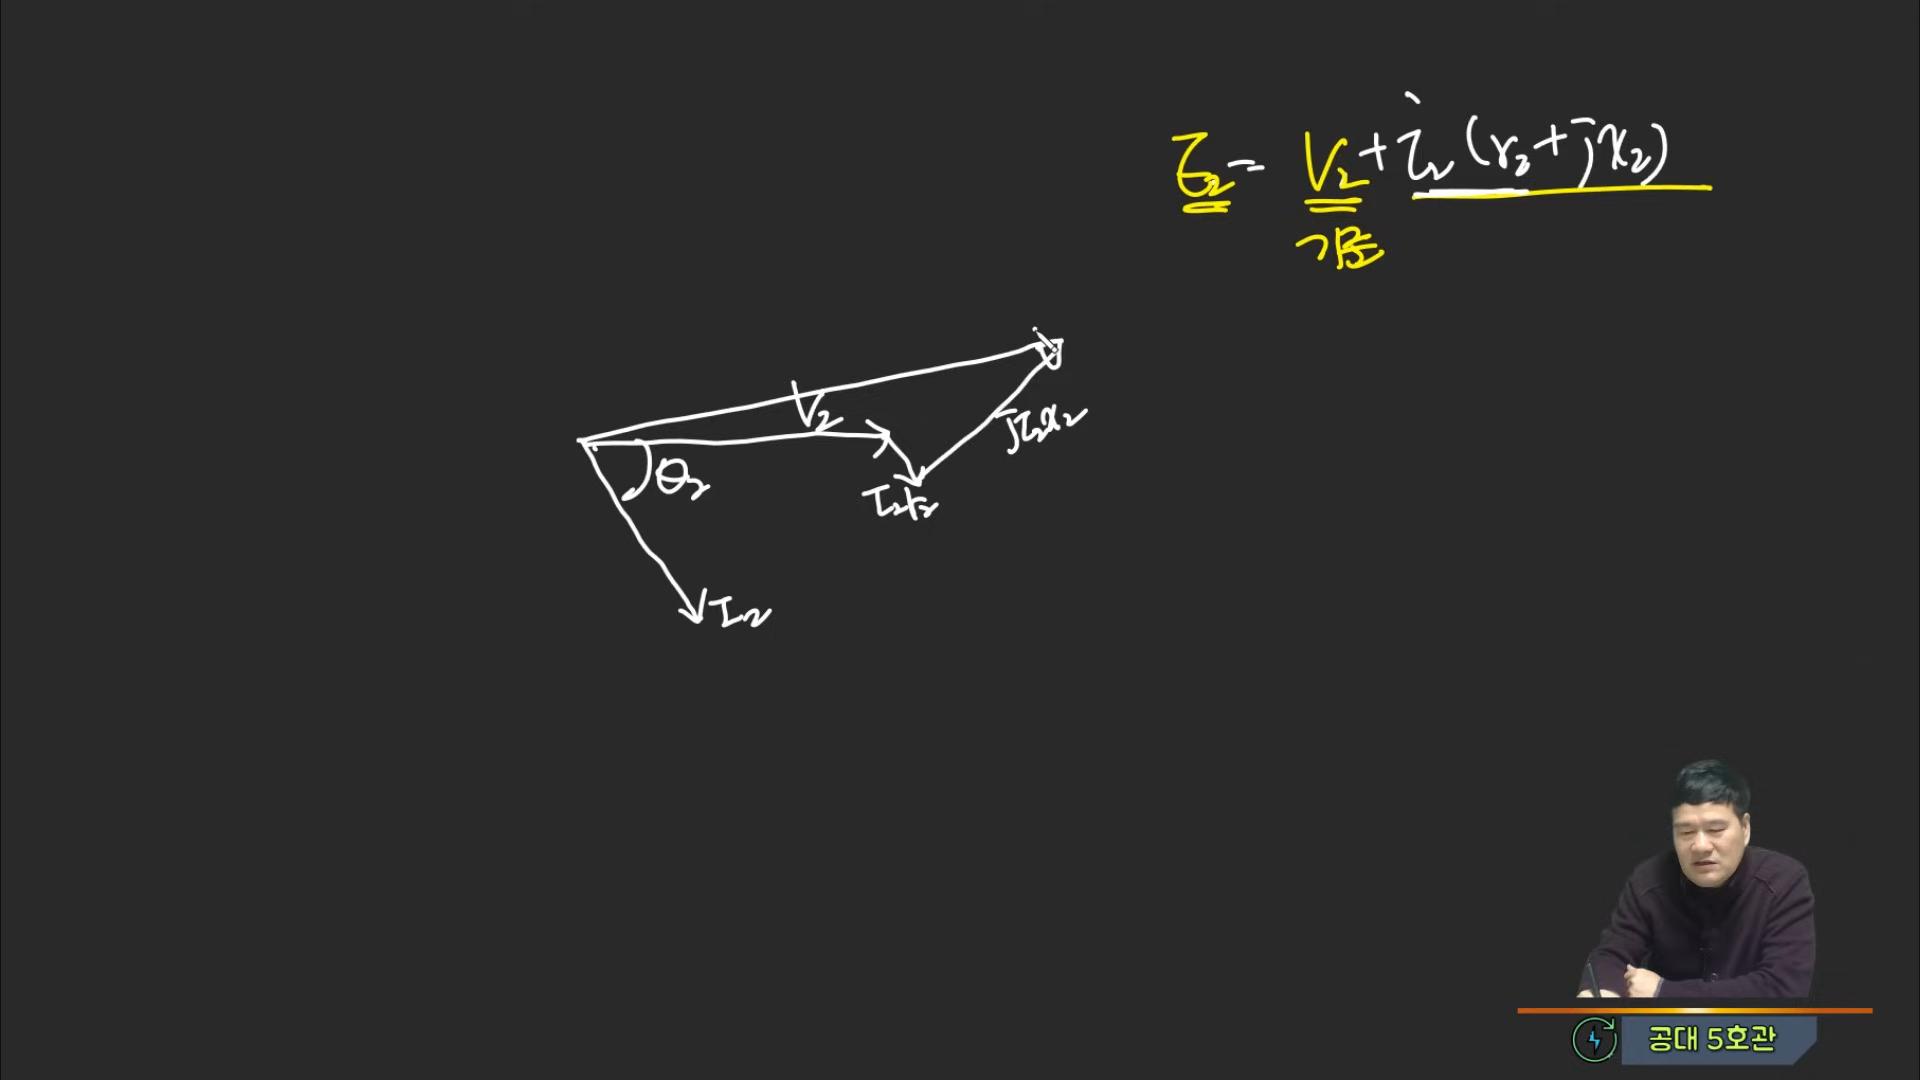 E₂ = V₂ + İ₂ (r₂ + jx₂)
기준
V₂
jI₂x₂
θ₂
I₂r₂
I₂
공대 5호관